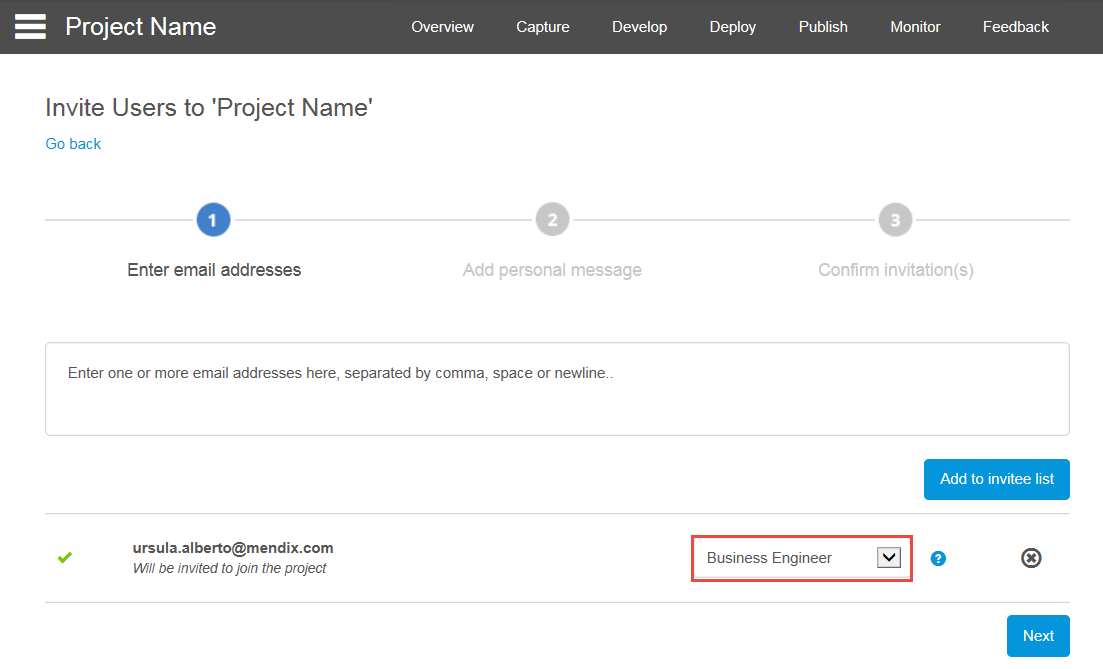 Project Name Overview Capture Develop Deploy Publish Monitor Feedback
Invite Users to 'Project Name'
Go back
1 2 3
Enter email addresses Add personal message Confirm invitation(s)
Enter one or more email addresses here, separated by comma, space or newline..
Add to invitee list
ursula.alberto@mendix.com
Will be invited to join the project
Business Engineer ?
Next